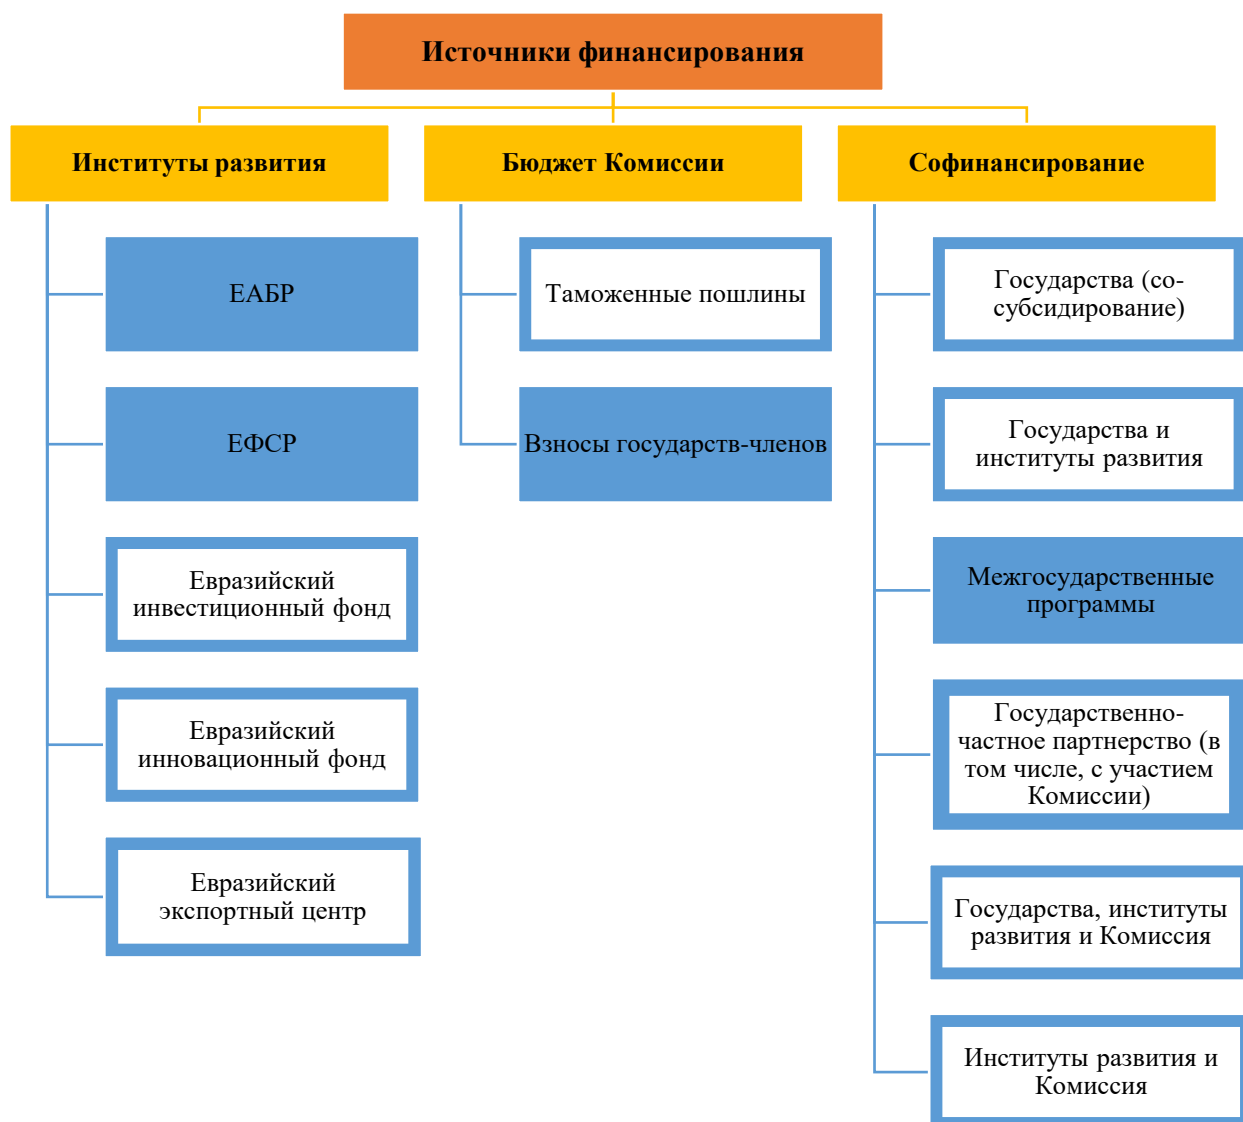 Источники финансирования
Институты развития
Бюджет Комиссии
Софинансирование
ЕАБР
ЕФСР
Евразийский
инвестиционный фонд
Евразийский
инновационный фонд
Евразийский
экспортный центр
Таможенные пошлины
Взносы государств-членов
Государства (со-
субсидирование)
Государства и
институты развития
Межгосударственные
программы
Государственно-
частное партнерство (в
том числе, с участием
Комиссии)
Государства, институты
развития и Комиссия
Институты развития и
Комиссия